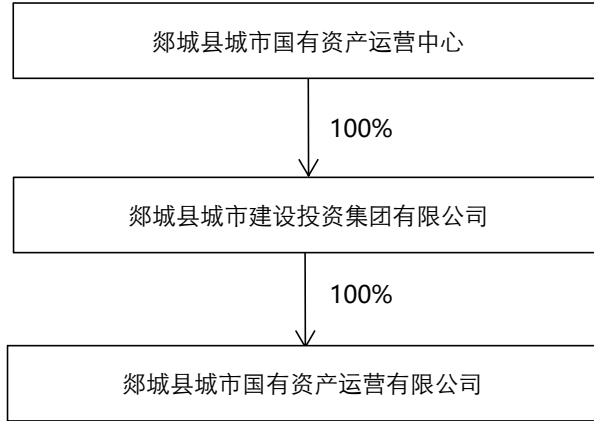 郯城县城市国有资产运营中心
100%
郯城县城市建设投资集团有限公司
100%
郯城县城市国有资产运营有限公司